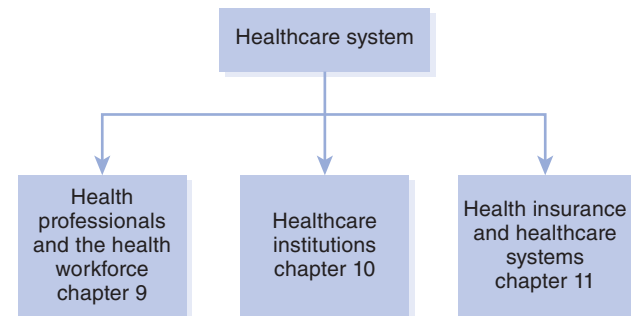 Healthcare system
Health
professionals
and the health
workforce
chapter 9
Healthcare
institutions
chapter 10
Health insurance
and healthcare
systems
chapter 11